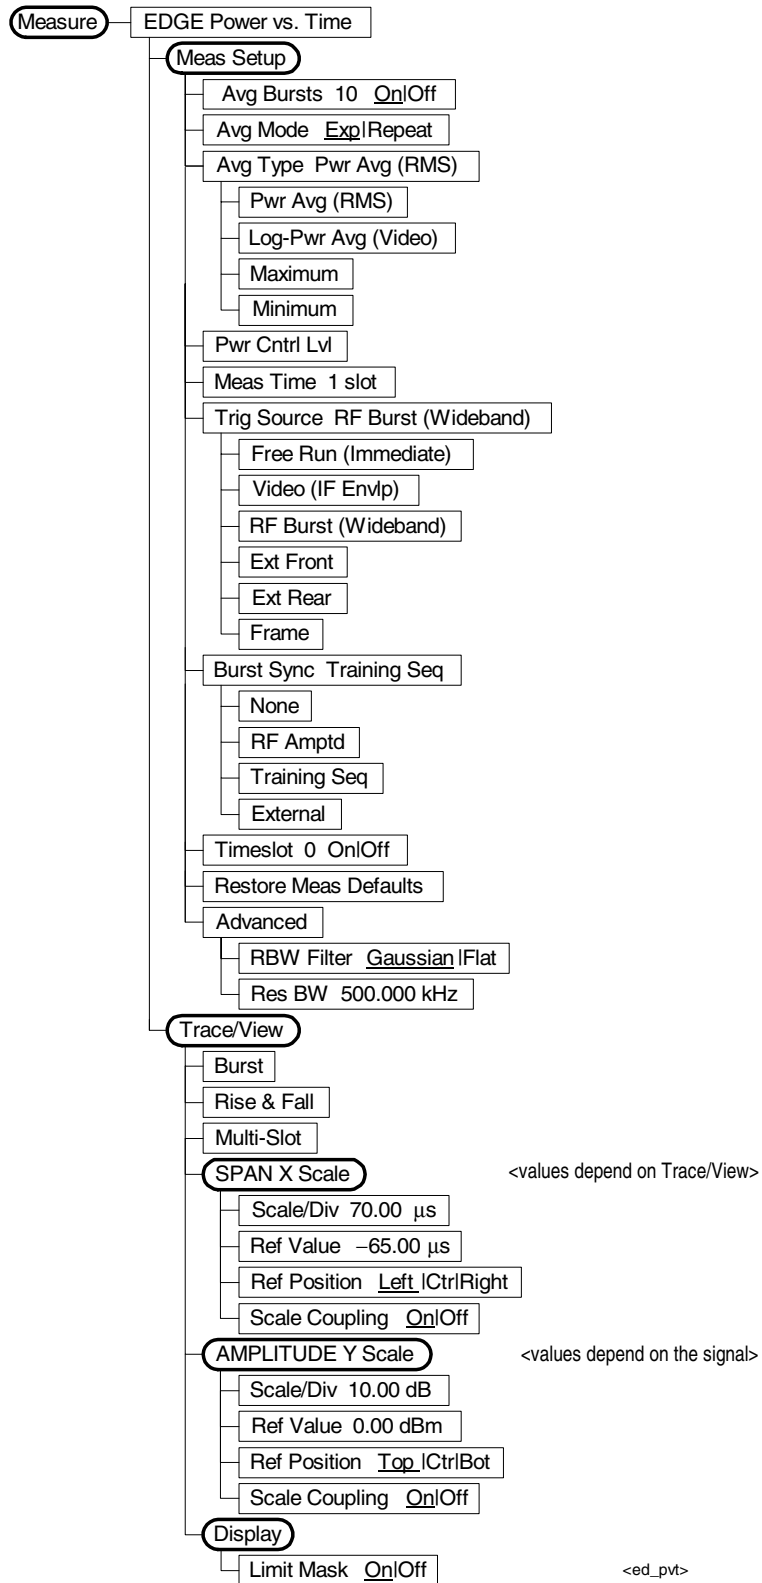 Measure
EDGE Power vs. Time
Meas Setup
Avg Bursts 10 On|Off
Avg Mode Exp|Repeat
Avg Type Pwr Avg (RMS)
Pwr Avg (RMS)
Log-Pwr Avg (Video)
Maximum
Minimum
Pwr Cntrl Lvl
Meas Time 1 slot
Trig Source RF Burst (Wideband)
Free Run (Immediate)
Video (IF Envlp)
RF Burst (Wideband)
Ext Front
Ext Rear
Frame
Burst Sync Training Seq
None
RF Amptd
Training Seq
External
Timeslot 0 On|Off
Restore Meas Defaults
Advanced
RBW Filter Gaussian |Flat
Res BW 500.000 kHz
Trace/View
Burst
Rise & Fall
Multi-Slot
SPAN X Scale <values depend on Trace/View>
Scale/Div 70.00 μs
Ref Value −65.00 μs
Ref Position Left |Ctr|Right
Scale Coupling On|Off
AMPLITUDE Y Scale <values depend on the signal>
Scale/Div 10.00 dB
Ref Value 0.00 dBm
Ref Position Top |Ctr|Bot
Scale Coupling On|Off
Display
Limit Mask On|Off <ed_pvt>